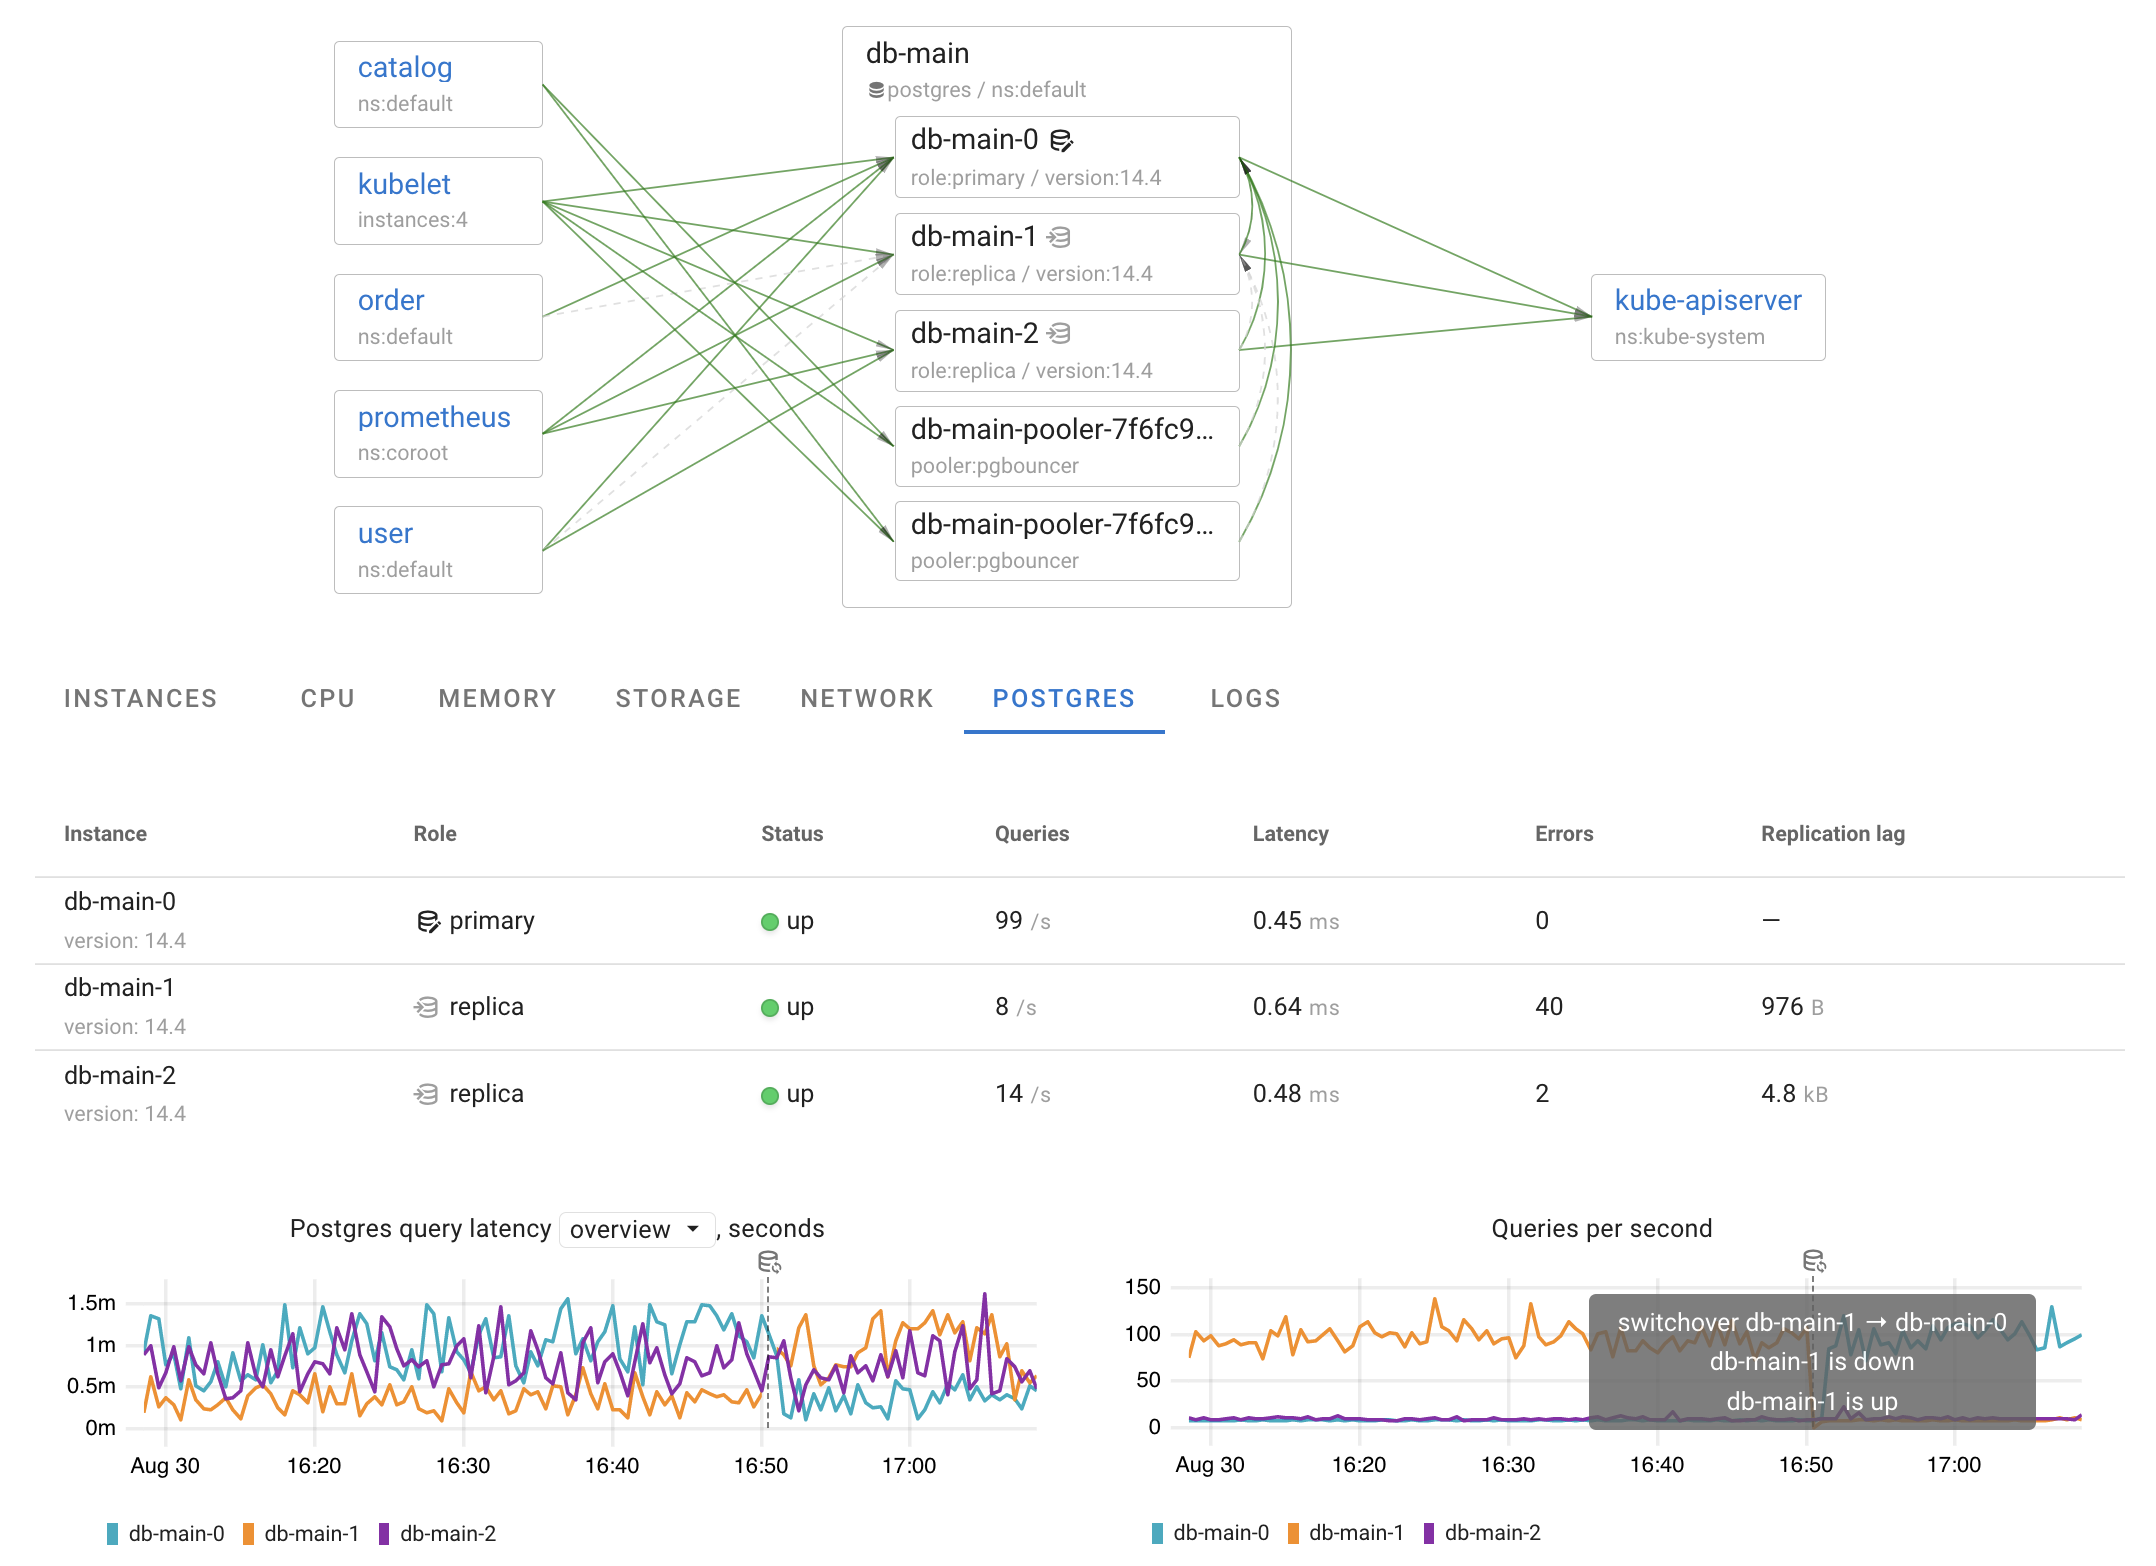 catalog
ns:default
kubelet
instances:4
order
ns:default
prometheus
ns:coroot
user
ns:default
db-main
postgres / ns:default
db-main-0
role:primary / version:14.4
db-main-1
role:replica / version:14.4
db-main-2
role:replica / version:14.4
db-main-pooler-7f6fc9...
pooler:pgbouncer
db-main-pooler-7f6fc9...
pooler:pgbouncer
kube-apiserver
ns:kube-system
INSTANCES CPU MEMORY STORAGE NETWORK POSTGRES LOGS
Instance Role Status Queries Latency Errors Replication lag
db-main-0
version: 14.4
primary up 99 /s 0.45 ms 0 —
db-main-1
version: 14.4
replica up 8 /s 0.64 ms 40 976 B
db-main-2
version: 14.4
replica up 14 /s 0.48 ms 2 4.8 kB
Postgres query latency overview , seconds
1.5m
1m
0.5m
0m
Aug 30 16:20 16:30 16:40 16:50 17:00
db-main-0 db-main-1 db-main-2
Queries per second
150
100
50
0
switchover db-main-1 → db-main-0
db-main-1 is down
db-main-1 is up
Aug 30 16:20 16:30 16:40 16:50 17:00
db-main-0 db-main-1 db-main-2